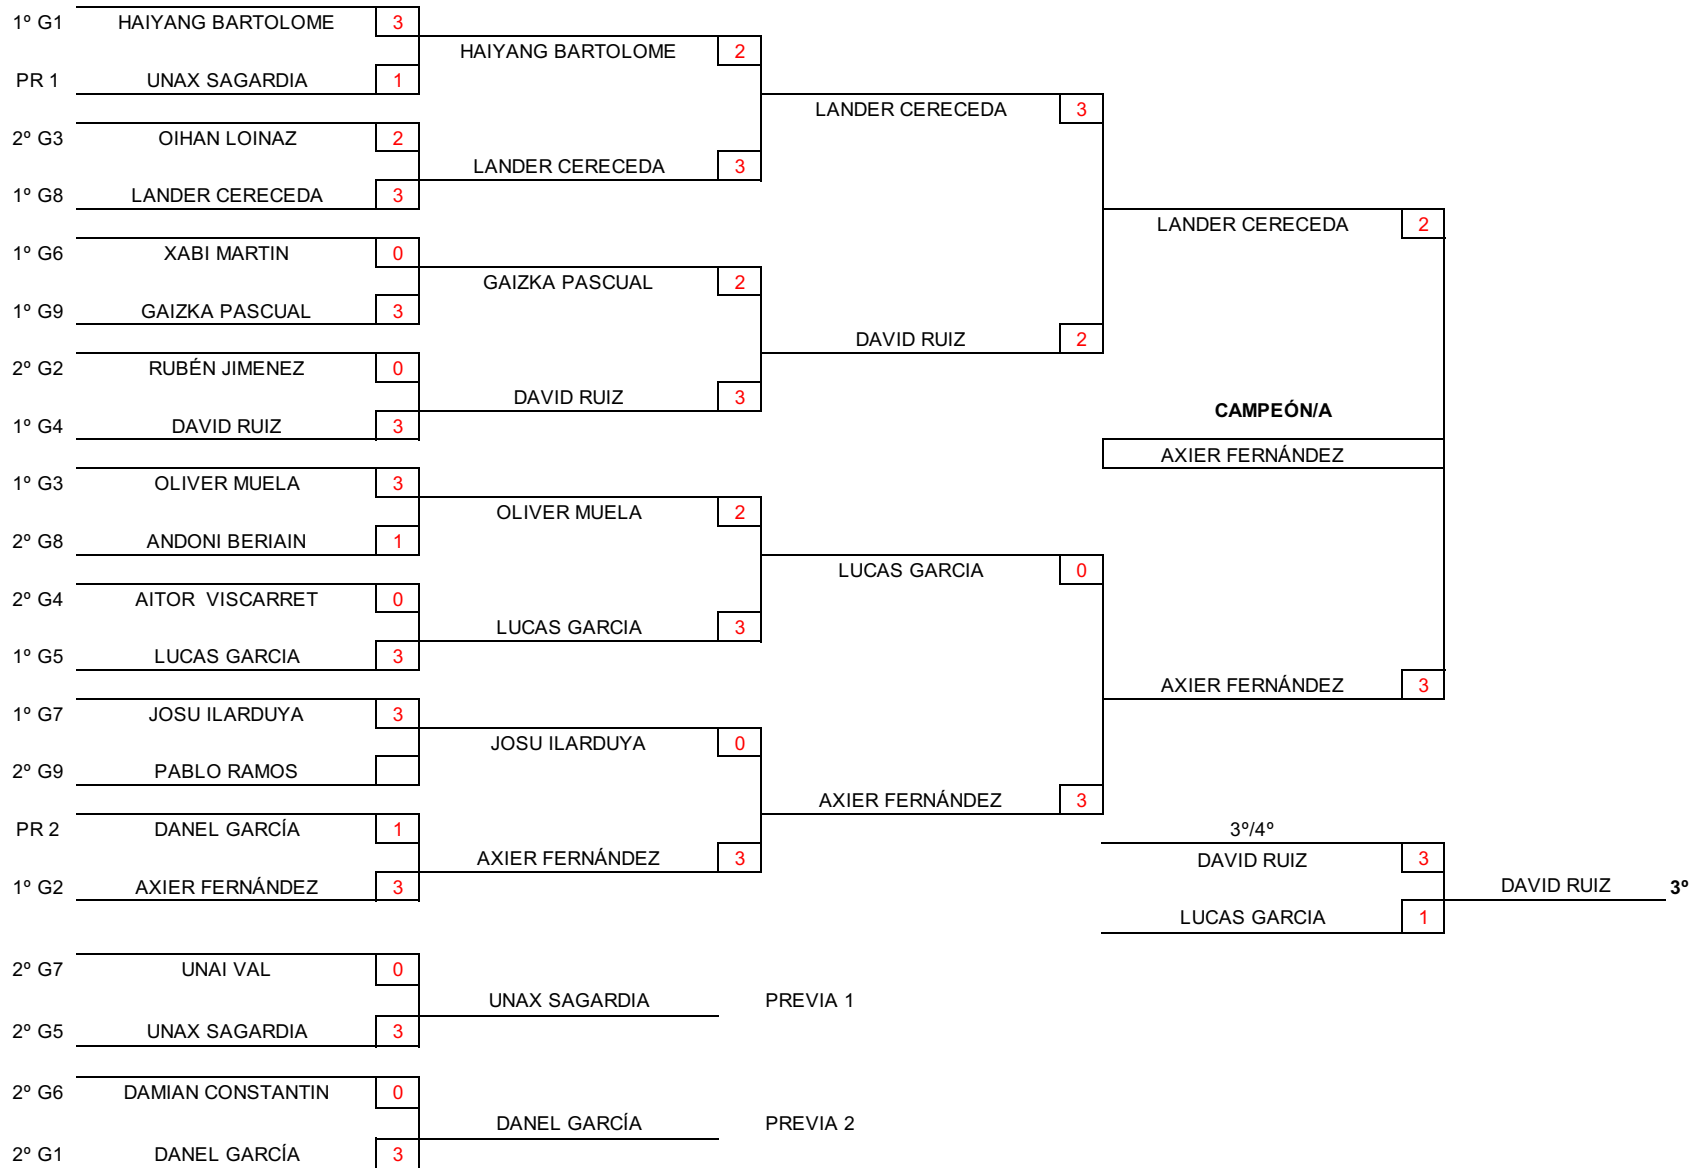 1º G1 HAIYANG BARTOLOME 3
HAIYANG BARTOLOME 2
PR 1 UNAX SAGARDIA 1
LANDER CERECEDA 3
2º G3 OIHAN LOINAZ 2
LANDER CERECEDA 3
1º G8 LANDER CERECEDA 3
LANDER CERECEDA 2
1º G6 XABI MARTIN 0
GAIZKA PASCUAL 2
1º G9 GAIZKA PASCUAL 3
DAVID RUIZ 2
2º G2 RUBÉN JIMENEZ 0
DAVID RUIZ 3
CAMPEÓN/A
1º G4 DAVID RUIZ 3
AXIER FERNÁNDEZ
1º G3 OLIVER MUELA 3
OLIVER MUELA 2
2º G8 ANDONI BERIAIN 1
LUCAS GARCIA 0
2º G4 AITOR  VISCARRET 0
LUCAS GARCIA 3
1º G5 LUCAS GARCIA 3
AXIER FERNÁNDEZ 3
1º G7 JOSU ILARDUYA 3
JOSU ILARDUYA 0
2º G9 PABLO RAMOS
AXIER FERNÁNDEZ 3
PR 2 DANEL GARCÍA 1 3º/4º
AXIER FERNÁNDEZ 3 DAVID RUIZ 3
1º G2 AXIER FERNÁNDEZ 3 DAVID RUIZ 3º
LUCAS GARCIA 1
2º G7 UNAI VAL 0
UNAX SAGARDIA PREVIA 1
2º G5 UNAX SAGARDIA 3
2º G6 DAMIAN CONSTANTIN 0
DANEL GARCÍA PREVIA 2
2º G1 DANEL GARCÍA 3